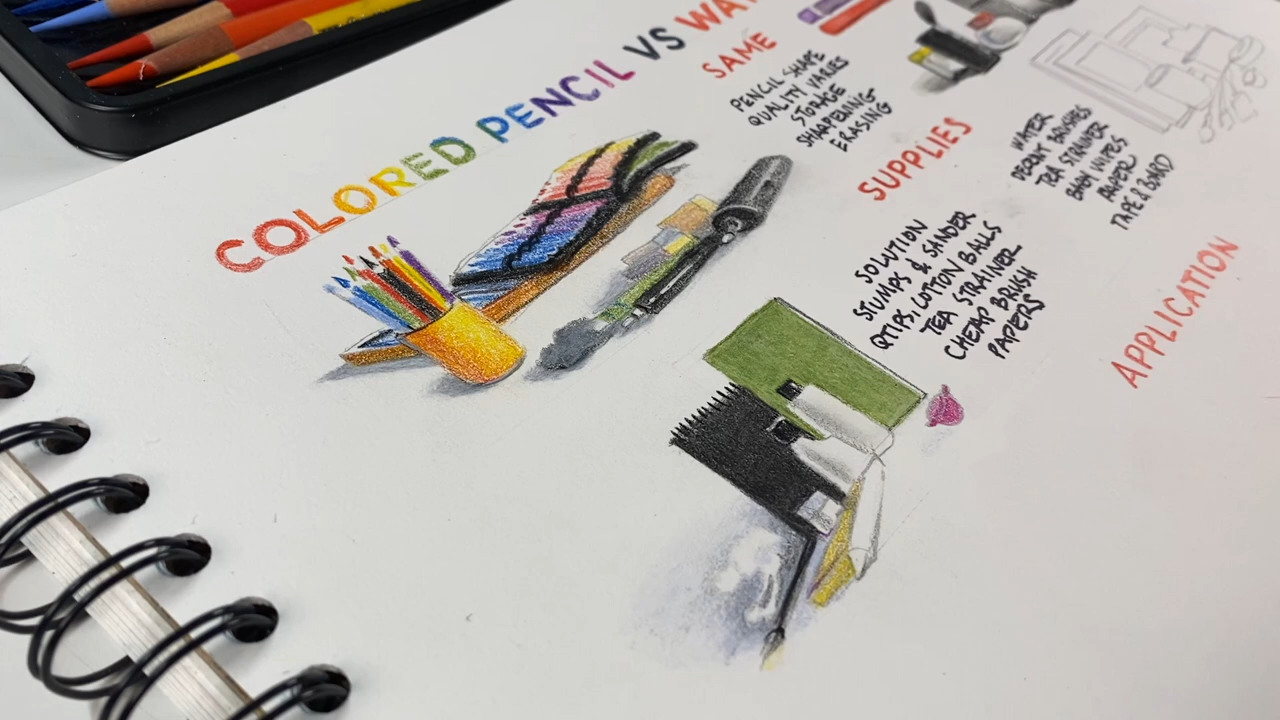 COLORED PENCIL VS WAT
SAME
PENCIL SHAPE
QUALITY VARIES
STORAGE
SHARPENING
ERASING
SUPPLIES
SOLUTION
STUMPS & SANDER
QTIPS, COTTON BALLS
TEA STRAINER
CHEAP BRUSH
PAPERS
WATER
DECENT BRUSHES
TEA STRAINER
BABY WIPES
PAPER
TAPE & BOARD
APPLICATION